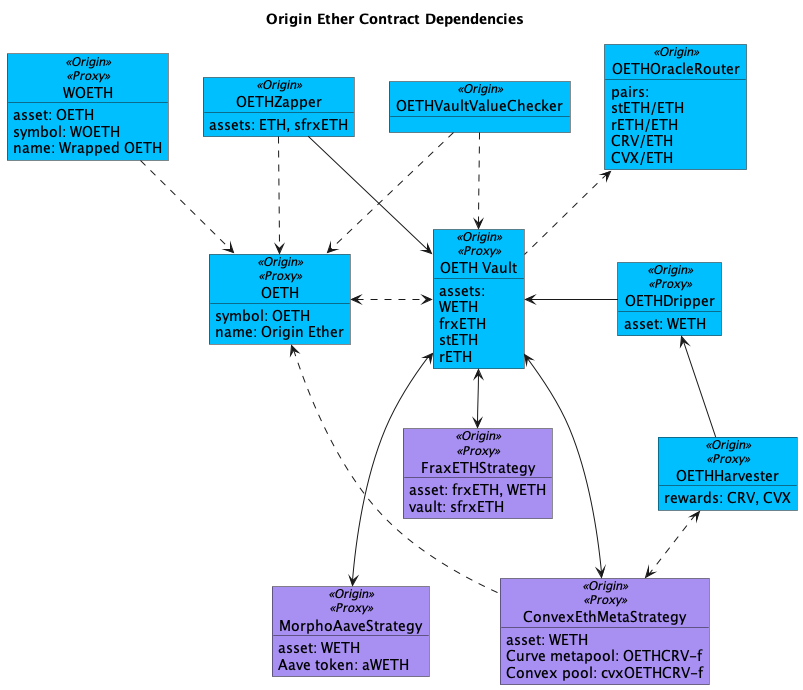 Origin Ether Contract Dependencies
«Origin»
«Proxy»
WOETH
asset: OETH
symbol: WOETH
name: Wrapped OETH
«Origin»
OETHZapper
assets: ETH, sfrxETH
«Origin»
OETHVaultValueChecker
«Origin»
OETHOracleRouter
pairs:
stETH/ETH
rETH/ETH
CRV/ETH
CVX/ETH
«Origin»
«Proxy»
OETH
symbol: OETH
name: Origin Ether
«Origin»
«Proxy»
OETH Vault
assets:
WETH
frxETH
stETH
rETH
«Origin»
«Proxy»
OETHDripper
asset: WETH
«Origin»
«Proxy»
FraxETHStrategy
asset: frxETH, WETH
vault: sfrxETH
«Origin»
«Proxy»
OETHHarvester
rewards: CRV, CVX
«Origin»
«Proxy»
MorphoAaveStrategy
asset: WETH
Aave token: aWETH
«Origin»
«Proxy»
ConvexEthMetaStrategy
asset: WETH
Curve metapool: OETHCRV-f
Convex pool: cvxOETHCRV-f